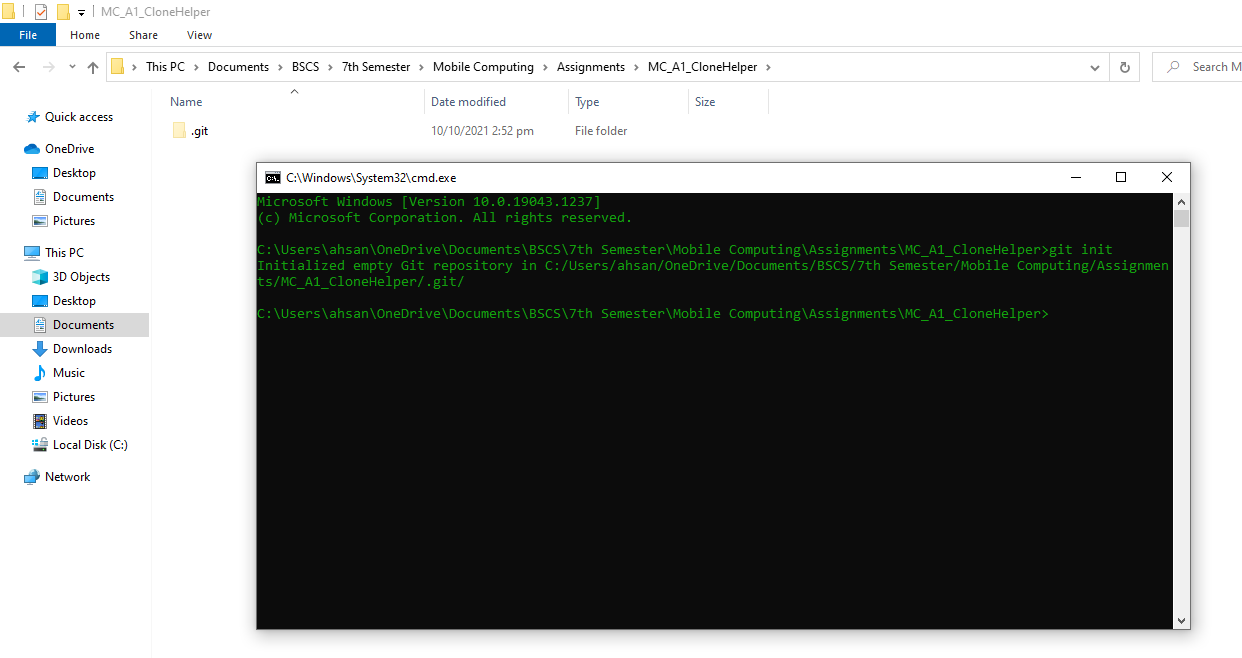 MC_A1_CloneHelper
File Home Share View
This PC Documents BSCS 7th Semester Mobile Computing Assignments MC_A1_CloneHelper Search M
Name Date modified Type Size
.git 10/10/2021 2:52 pm File folder
Quick access
OneDrive
Desktop
Documents
Pictures
This PC
3D Objects
Desktop
Documents
Downloads
Music
Pictures
Videos
Local Disk (C:)
Network
C:\Windows\System32\cmd.exe
Microsoft Windows [Version 10.0.19043.1237]
(c) Microsoft Corporation. All rights reserved.
C:\Users\ahsan\OneDrive\Documents\BSCS\7th Semester\Mobile Computing\Assignments\MC_A1_CloneHelper>git init
Initialized empty Git repository in C:/Users/ahsan/OneDrive/Documents/BSCS/7th Semester/Mobile Computing/Assignmen
ts/MC_A1_CloneHelper/.git/
C:\Users\ahsan\OneDrive\Documents\BSCS\7th Semester\Mobile Computing\Assignments\MC_A1_CloneHelper>